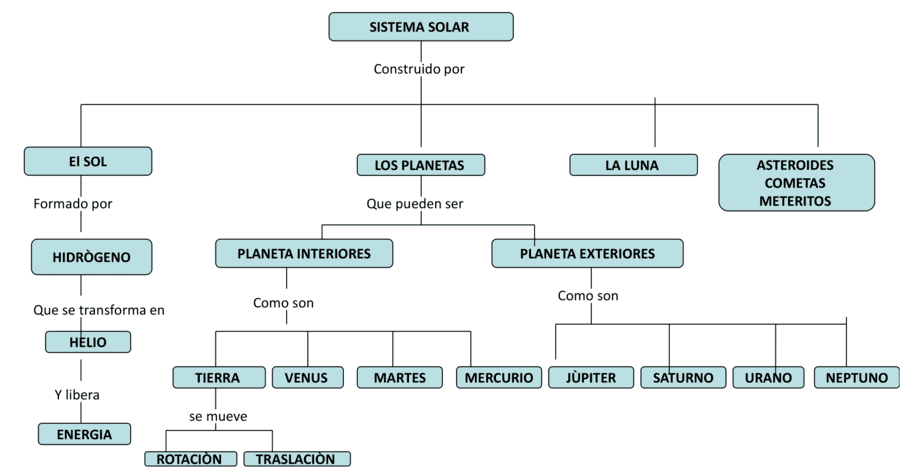 SISTEMA SOLAR
Construido por
El SOL
LOS PLANETAS
LA LUNA
ASTEROIDES
COMETAS
METERITOS
Formado por
Que pueden ser
HIDRÒGENO
PLANETA INTERIORES
PLANETA EXTERIORES
Que se transforma en
Como son
Como son
HELIO
TIERRA
VENUS
MARTES
MERCURIO
JÙPITER
SATURNO
URANO
NEPTUNO
Y libera
se mueve
ENERGIA
ROTACIÒN
TRASLACIÒN